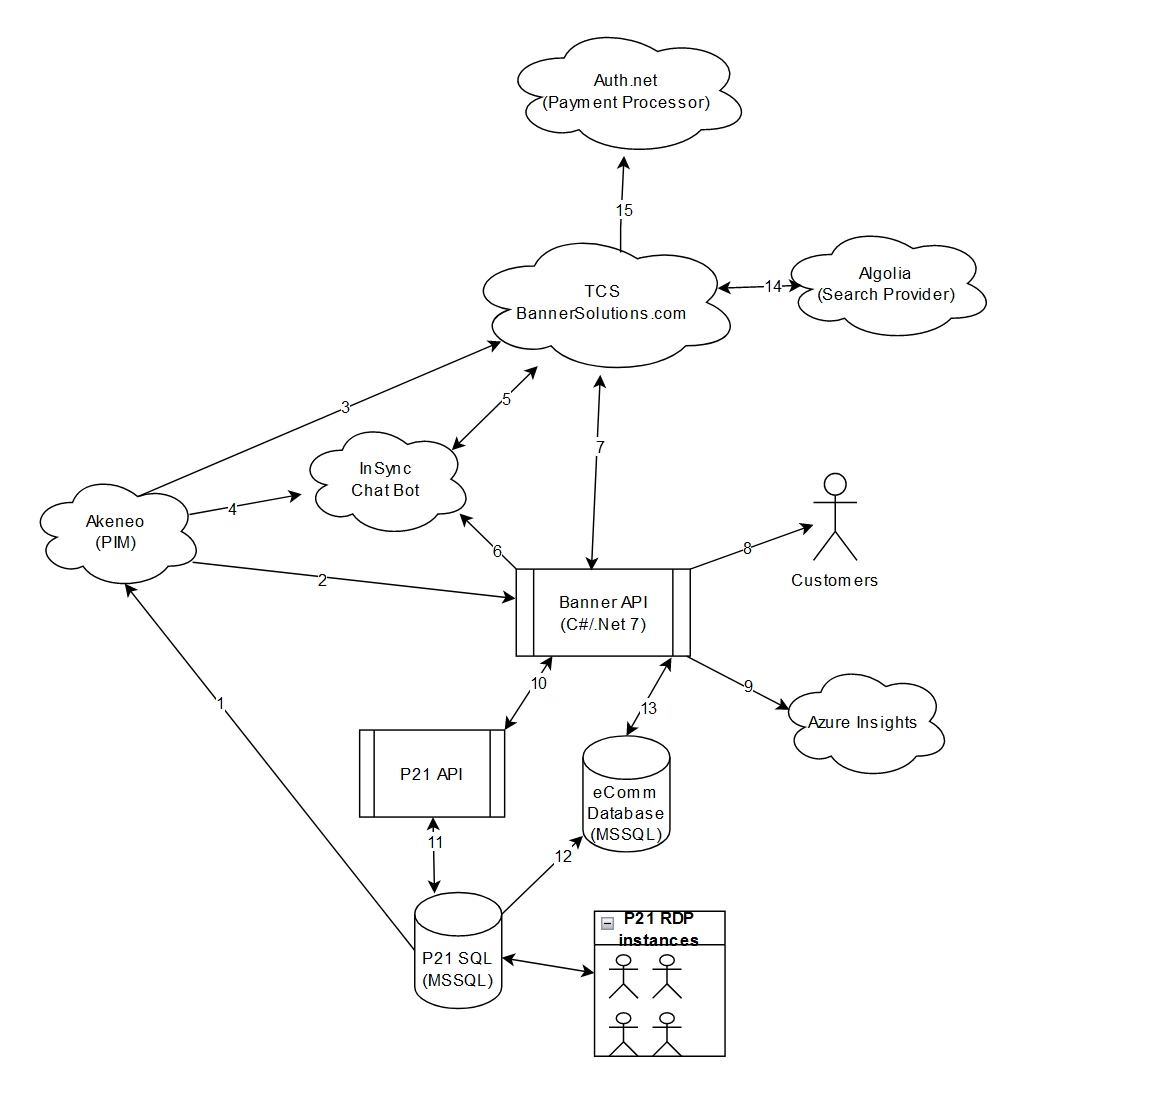 Auth.net
(Payment Processor)
15
TCS
BannerSolutions.com
14
Algolia
(Search Provider)
3
5
7
InSync
Chat Bot
4
Akeneo
(PIM)
6
8
Customers
2
Banner API
(C#/.Net 7)
1
10
13
9
Azure Insights
P21 API
eComm
Database
(MSSQL)
11
12
P21 SQL
(MSSQL)
P21 RDP
instances